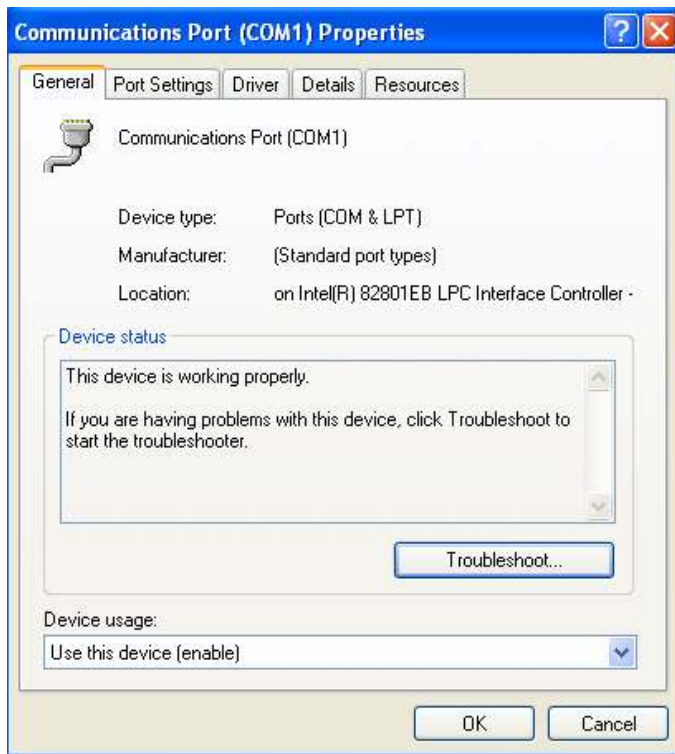 Communications Port (COM1) Properties
General Port Settings Driver Details Resources
Communications Port (COM1)
Device type: Ports (COM & LPT)
Manufacturer: (Standard port types)
Location: on Intel(R) 82801EB LPC Interface Controller -
Device status
This device is working properly.
If you are having problems with this device, click Troubleshoot to
start the troubleshooter.
Troubleshoot...
Device usage:
Use this device (enable)
OK Cancel